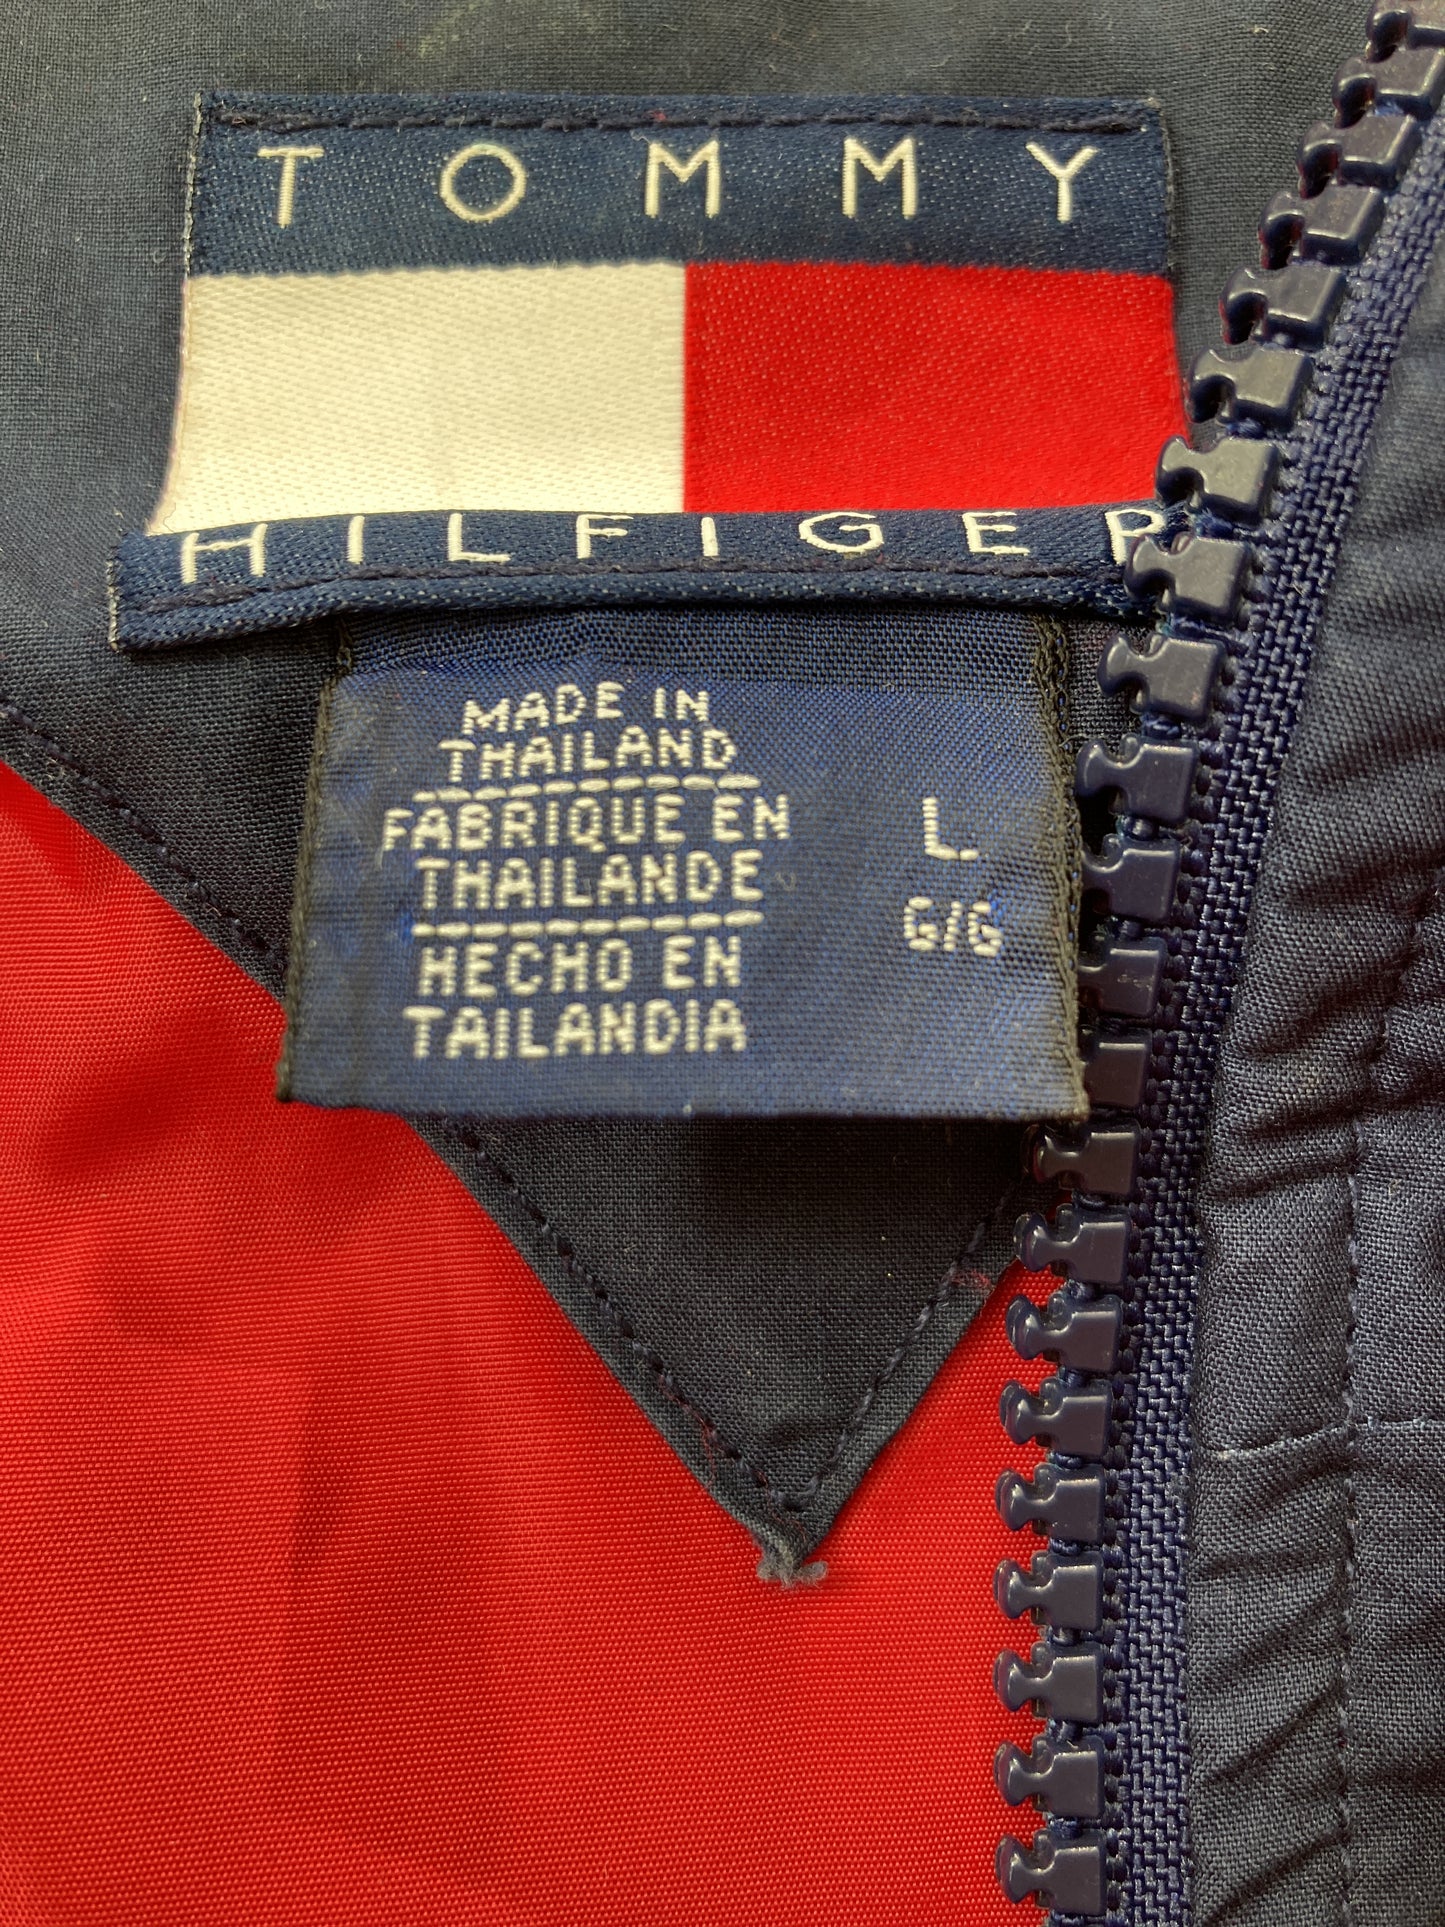 TOMMY
HILFIGER
MADE IN
THAILAND
FABRIQUE EN
THAILANDE
HECHO EN
TAILANDIA
L
G/G